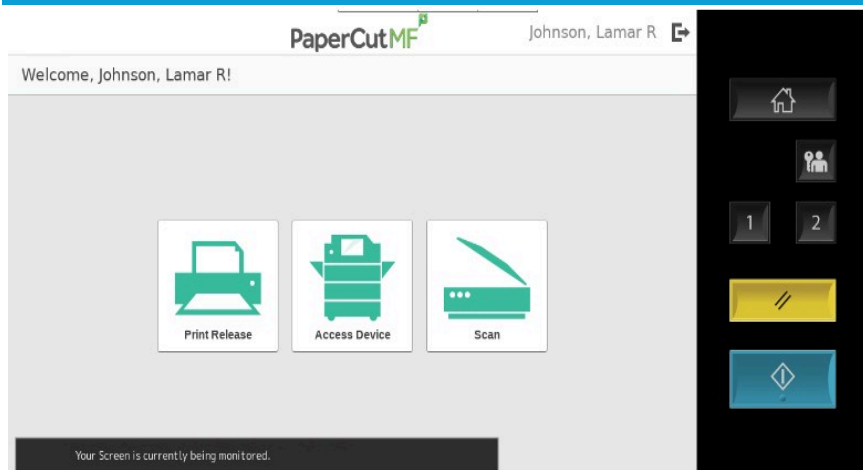 PaperCutMF
Johnson, Lamar R
Welcome, Johnson, Lamar R!
1 2
Print Release
Access Device
Scan
Your Screen is currently being monitored.